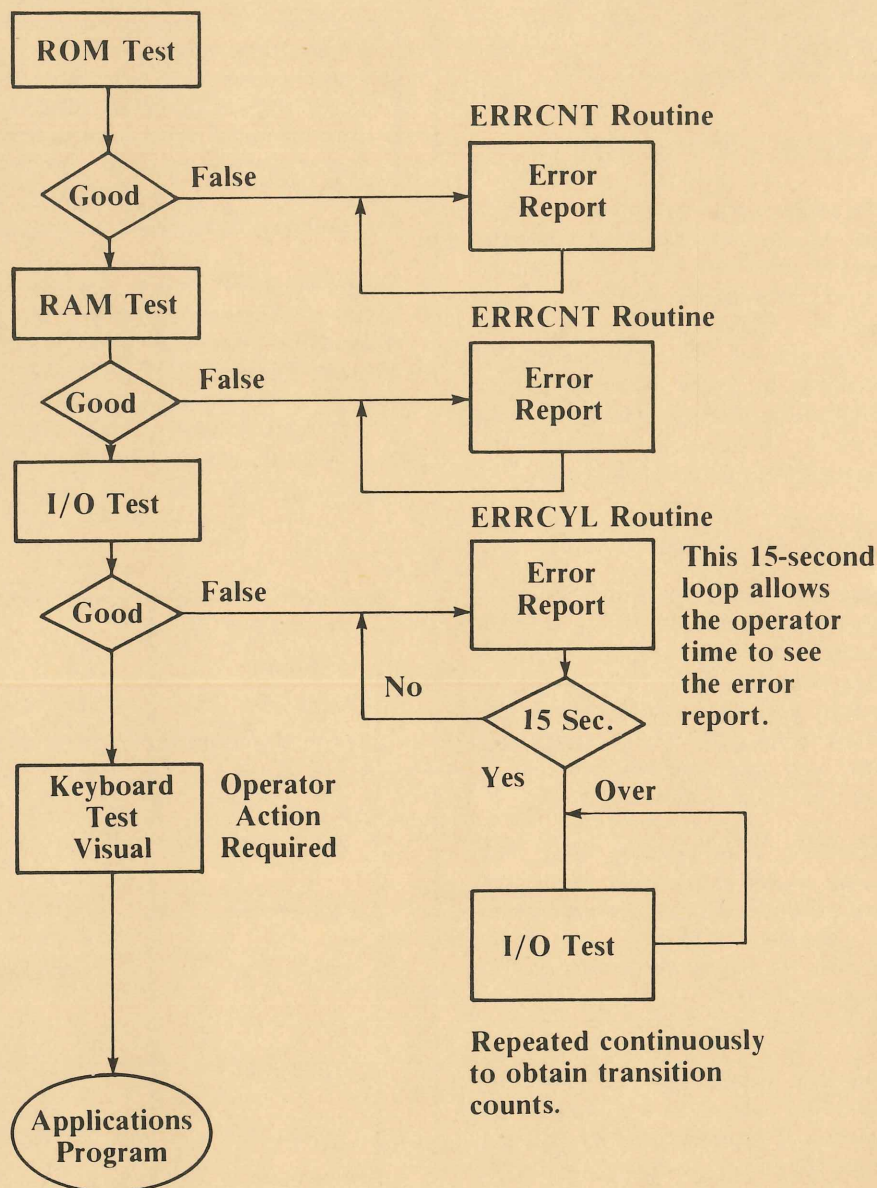 ROM Test
ERRCNT Routine
Good
False
Error
Report
RAM Test
ERRCNT Routine
Good
False
Error
Report
I/O Test
ERRCYL Routine
Good
False
Error
Report
This 15-second
loop allows
the operator
time to see
the error
report.
No
15 Sec.
Yes
Over
Keyboard
Test
Visual
Operator
Action
Required
I/O Test
Repeated continuously
to obtain transition
counts.
Applications
Program